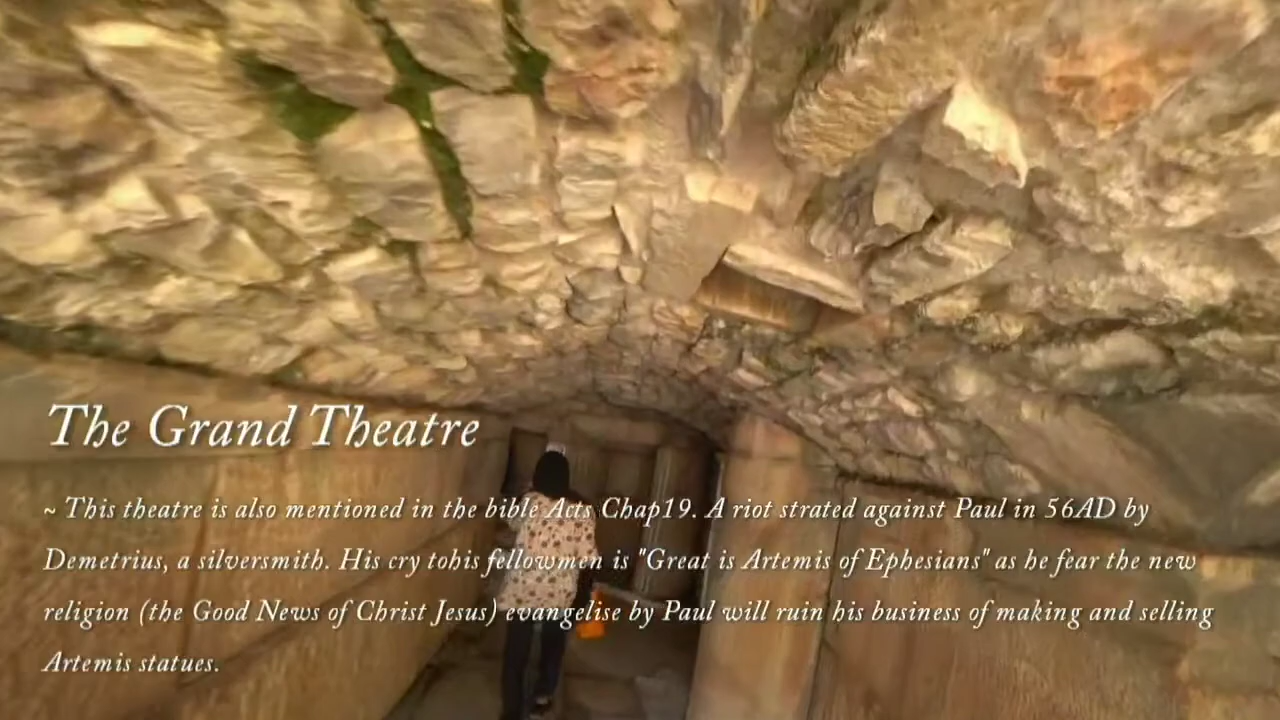 The Grand Theatre
~ This theatre is also mentioned in the bible Acts Chap19. A riot strated against Paul in 56AD by
Demetrius, a silversmith. His cry tohis fellowmen is "Great is Artemis of Ephesians" as he fear the new
religion (the Good News of Christ Jesus) evangelise by Paul will ruin his business of making and selling
Artemis statues.